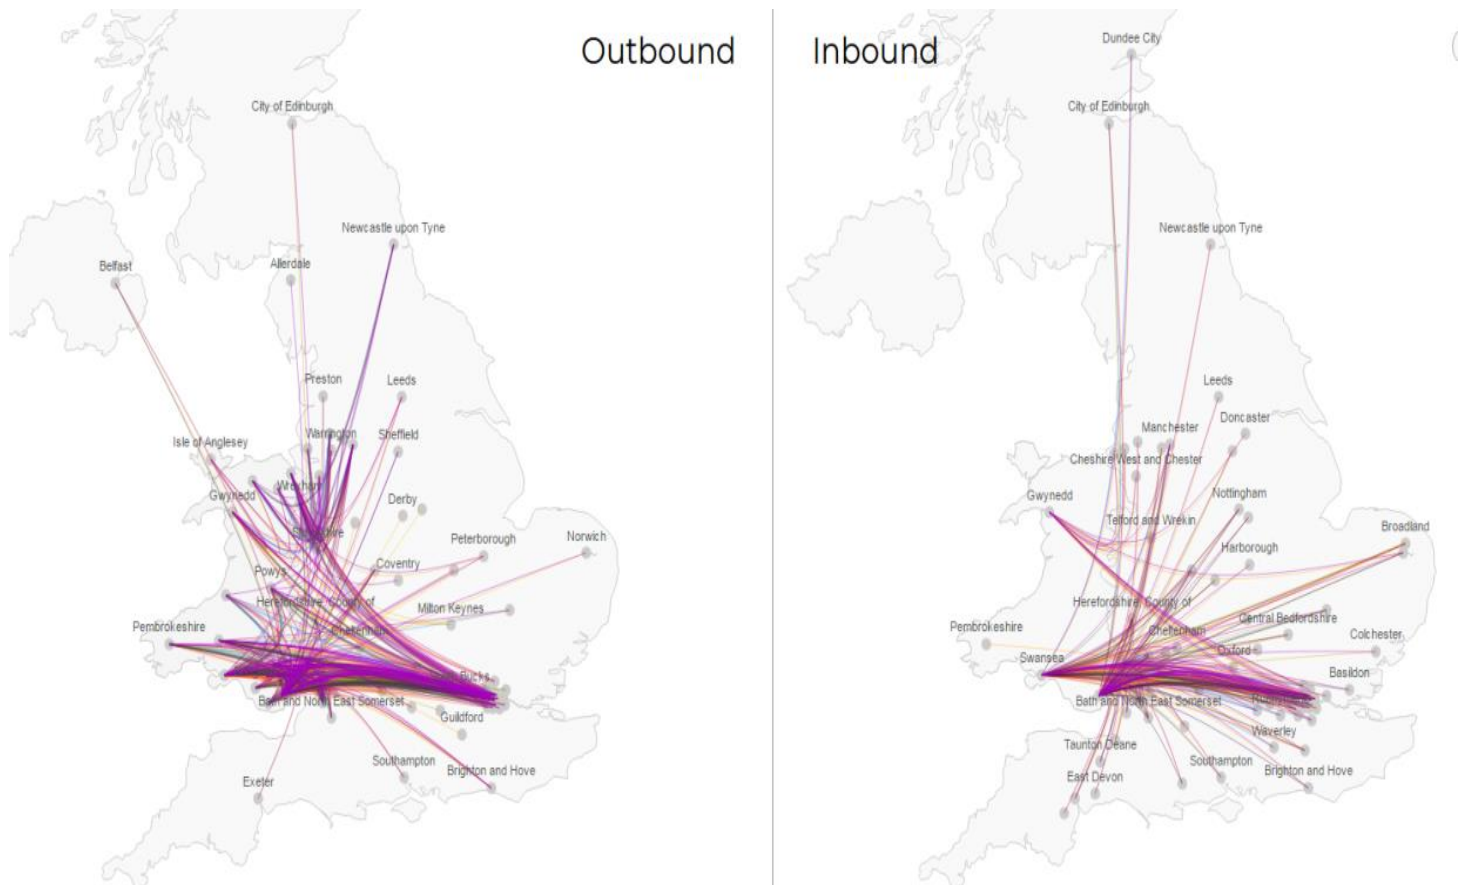 Outbound
City of Edinburgh
Newcastle upon Tyne
Allerdale
Belfast
Preston
Leeds
Warrington
Sheffield
Isle of Anglesey
Wrexham
Gwynedd
Derby
Norwich
Peterborough
Coventry
Powys
Herefordshire, County of
Milton Keynes
Pembrokeshire
Cheltenham
Bucks
Bath and North East Somerset
Guildford
Southampton
Brighton and Hove
Exeter
Inbound
Dundee City
City of Edinburgh
Newcastle upon Tyne
Leeds
Doncaster
Manchester
Cheshire West and Chester
Gwynedd
Nottingham
Telford and Wrekin
Broadland
Harborough
Herefordshire, County of
Central Bedfordshire
Pembrokeshire
Cheltenham
Colchester
Oxford
Swansea
Basildon
Bath and North East Somerset
Waverley
Taunton Deane
Southampton
East Devon
Brighton and Hove